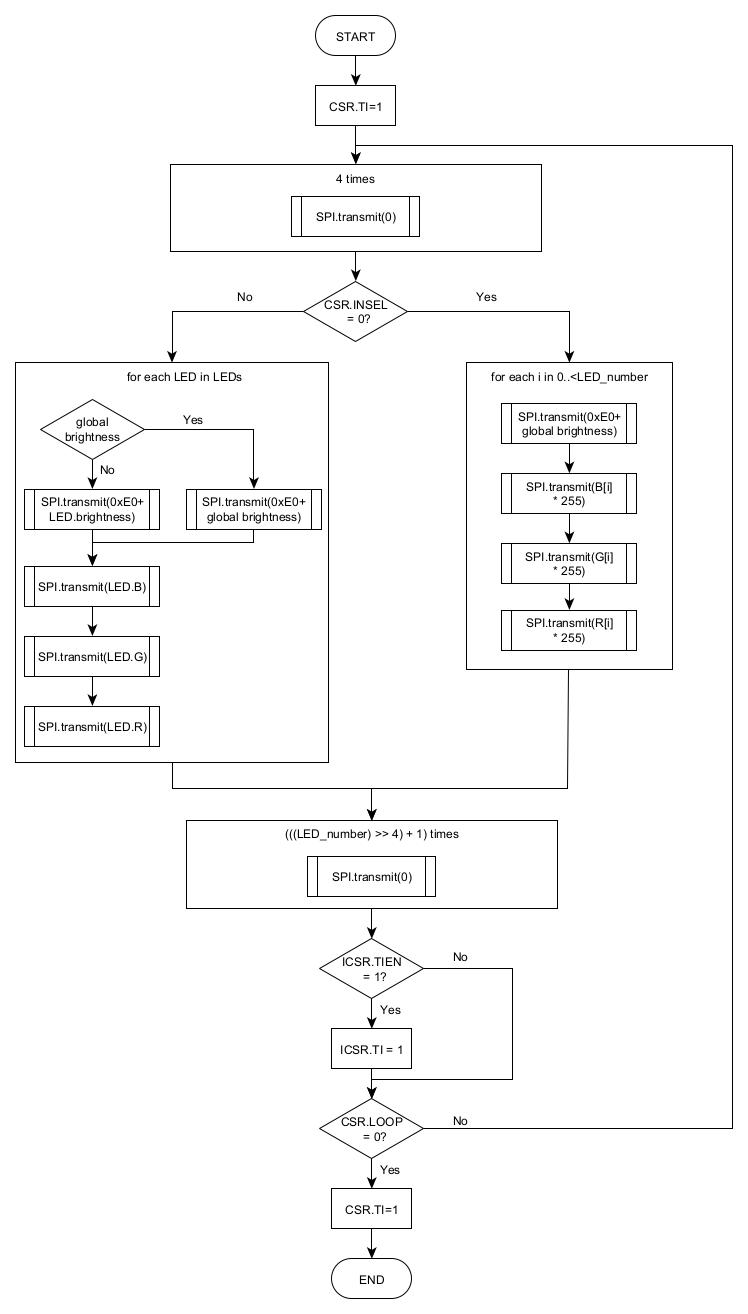 START
CSR.TI=1
4 times
SPI.transmit(0)
CSR.INSEL
= 0?
No
Yes
for each LED in LEDs
global
brightness
Yes
No
SPI.transmit(0xE0+
LED.brightness)
SPI.transmit(0xE0+
global brightness)
SPI.transmit(LED.B)
SPI.transmit(LED.G)
SPI.transmit(LED.R)
for each i in 0..<LED_number
SPI.transmit(0xE0+
global brightness)
SPI.transmit(B[i]
* 255)
SPI.transmit(G[i]
* 255)
SPI.transmit(R[i]
* 255)
(((LED_number) >> 4) + 1) times
SPI.transmit(0)
ICSR.TIEN
= 1?
No
Yes
ICSR.TI = 1
CSR.LOOP
= 0?
No
Yes
CSR.TI=1
END